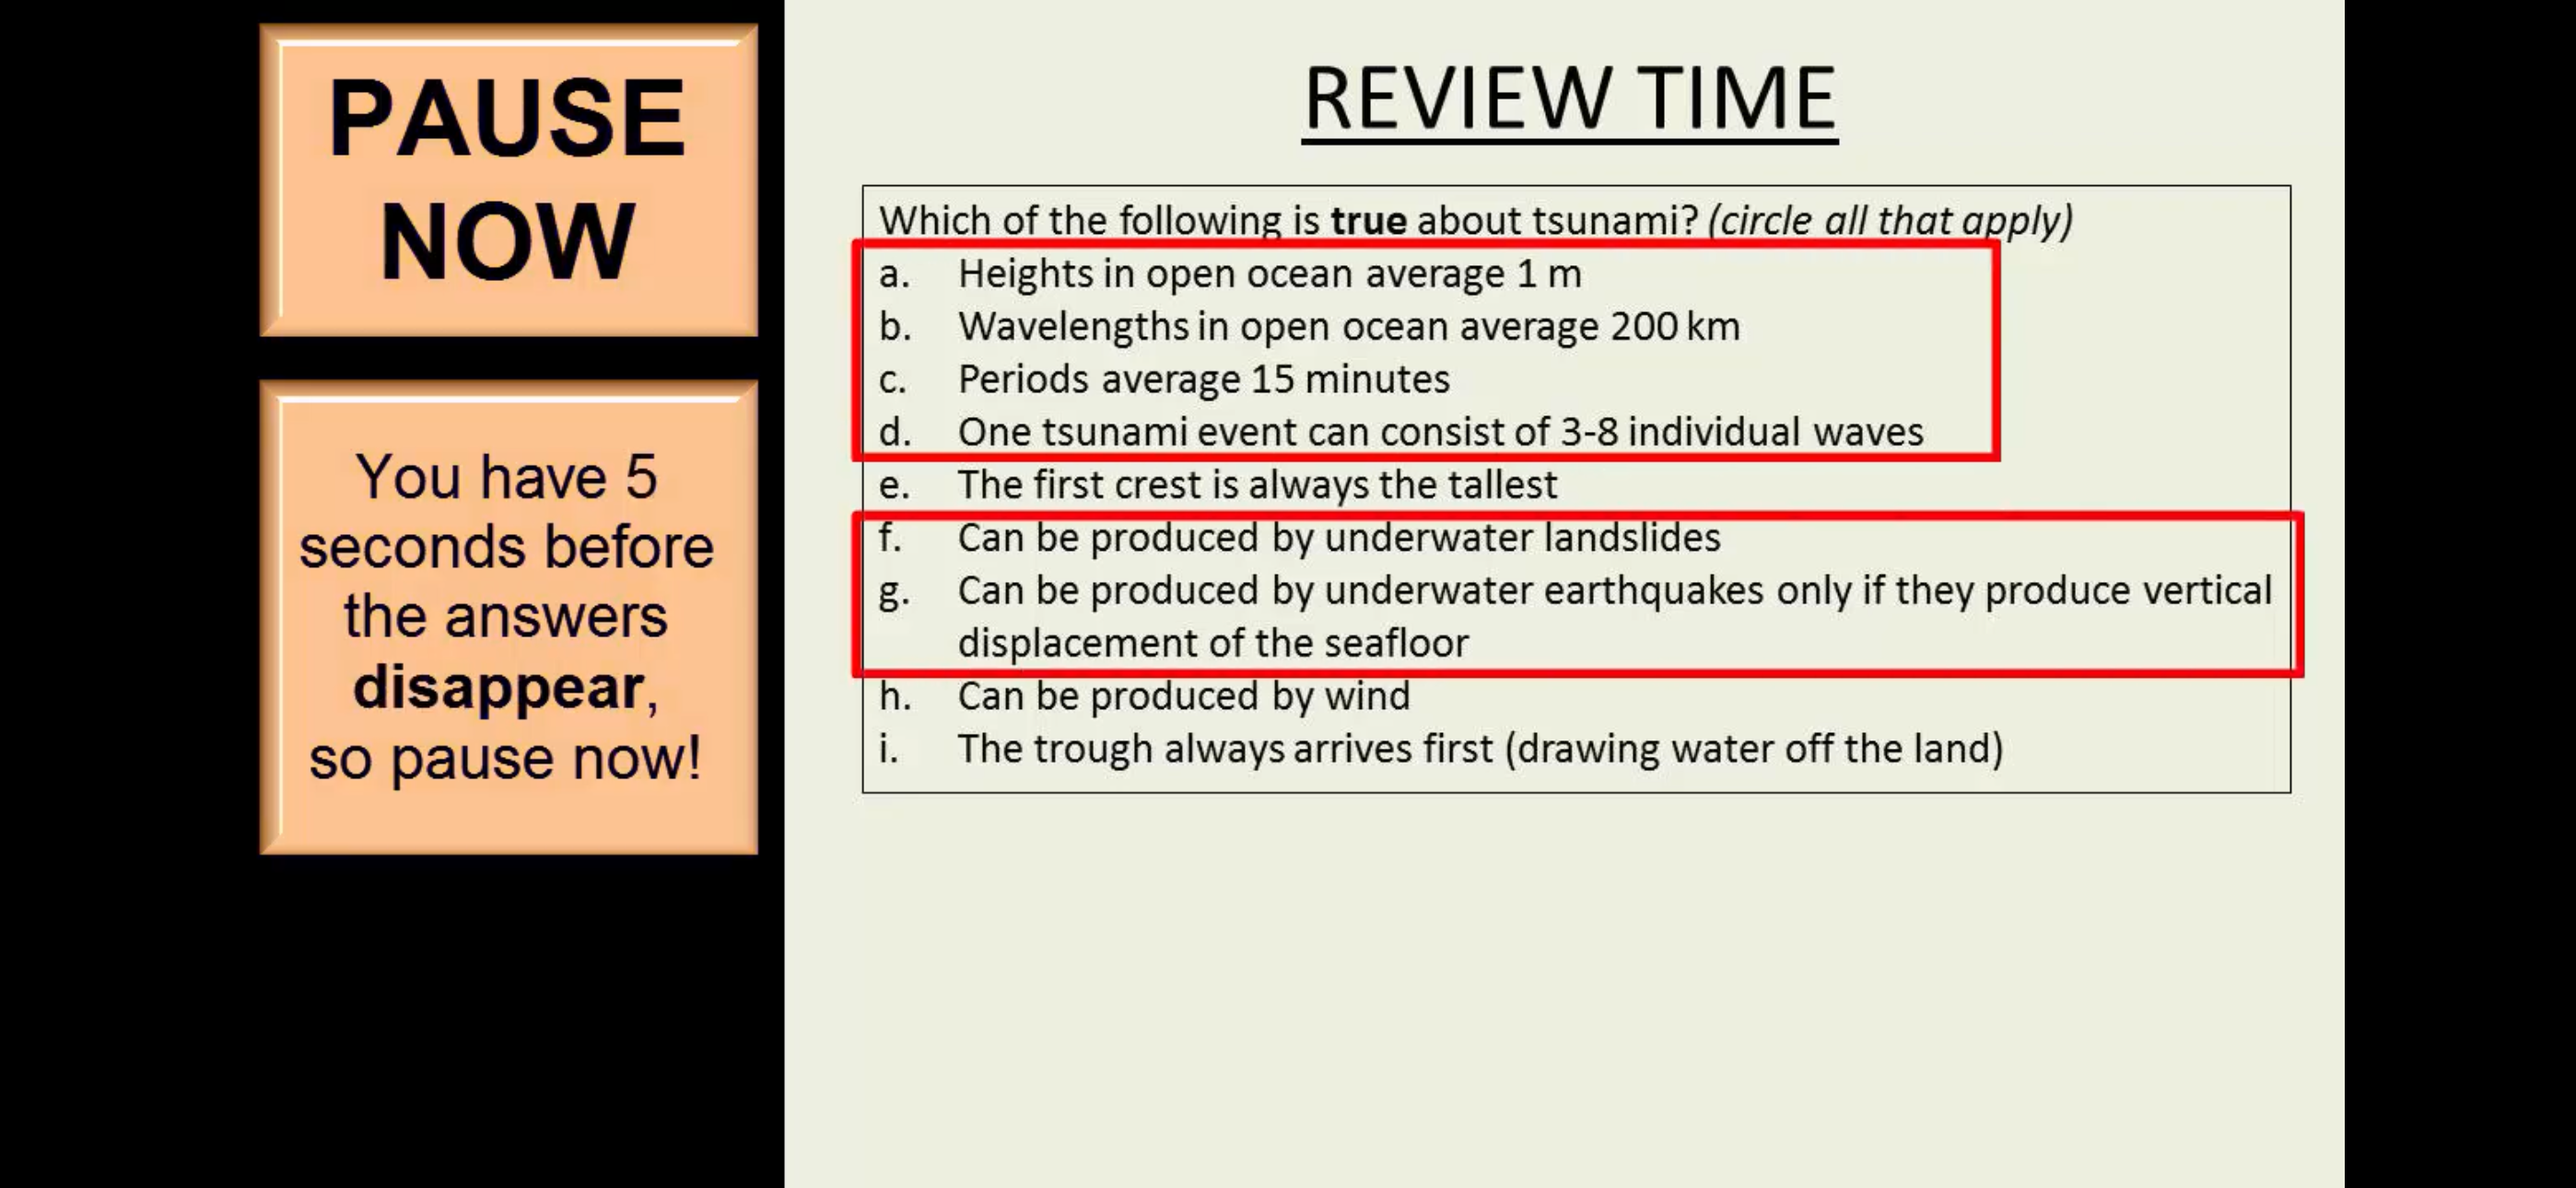 PAUSE
NOW
You have 5
seconds before
the answers
disappear,
so pause now!
REVIEW TIME
Which of the following is true about tsunami? (circle all that apply)
a. Heights in open ocean average 1 m
b. Wavelengths in open ocean average 200 km
c. Periods average 15 minutes
d. One tsunami event can consist of 3-8 individual waves
e. The first crest is always the tallest
f. Can be produced by underwater landslides
g. Can be produced by underwater earthquakes only if they produce vertical
displacement of the seafloor
h. Can be produced by wind
i. The trough always arrives first (drawing water off the land)